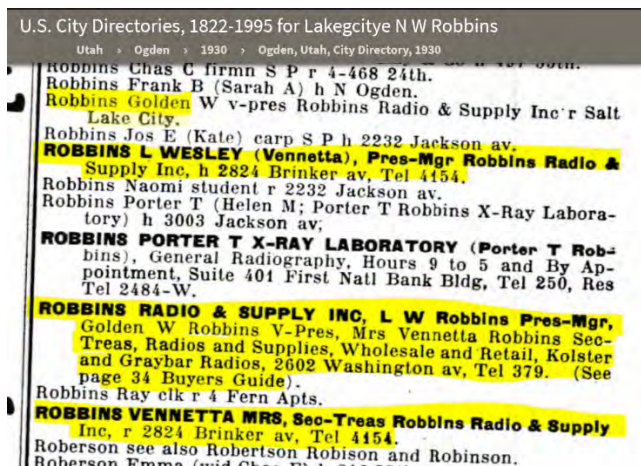 U.S. City Directories, 1822-1995 for Lakegcitye N W Robbins
Utah > Ogden > 1930 > Ogden, Utah, City Directory, 1930
Robbins Chas C firmn S P r 4-468 24th.
Robbins Frank B (Sarah A) h N Ogden.
Robbins Golden W v-pres Robbins Radio & Supply Inc r Salt
Lake City.
Robbins Jos E (Kate) carp S P h 2232 Jackson av.
ROBBINS L WESLEY (Vennetta), Pres-Mgr Robbins Radio &
Supply Inc, h 2824 Brinker av, Tel 4154.
Robbins Naomi student r 2232 Jackson av.
Robbins Porter T (Helen M; Porter T Robbins X-Ray Labora-
tory) h 3003 Jackson av,
ROBBINS PORTER T X-RAY LABORATORY (Porter T Rob-
bins), General Radiography, Hours 9 to 5 and By Ap-
pointment, Suite 401 First Natl Bank Bldg, Tel 250, Res
Tel 2484-W.
ROBBINS RADIO & SUPPLY INC, L W Robbins Pres-Mgr,
Golden W Robbins V-Pres, Mrs Vennetta Robbins Sec-
Treas, Radios and Supplies, Wholesale and Retail, Kolster
and Graybar Radios, 2602 Washington av, Tel 379. (See
page 34 Buyers Guide).
Robbins Ray clk r 4 Fern Apts.
ROBBINS VENNETTA MRS, Sec-Treas Robbins Radio & Supply
Inc, r 2824 Brinker av, Tel 4154.
Roberson see also Robertson Robison and Robinson.
Roberson Emma (wid